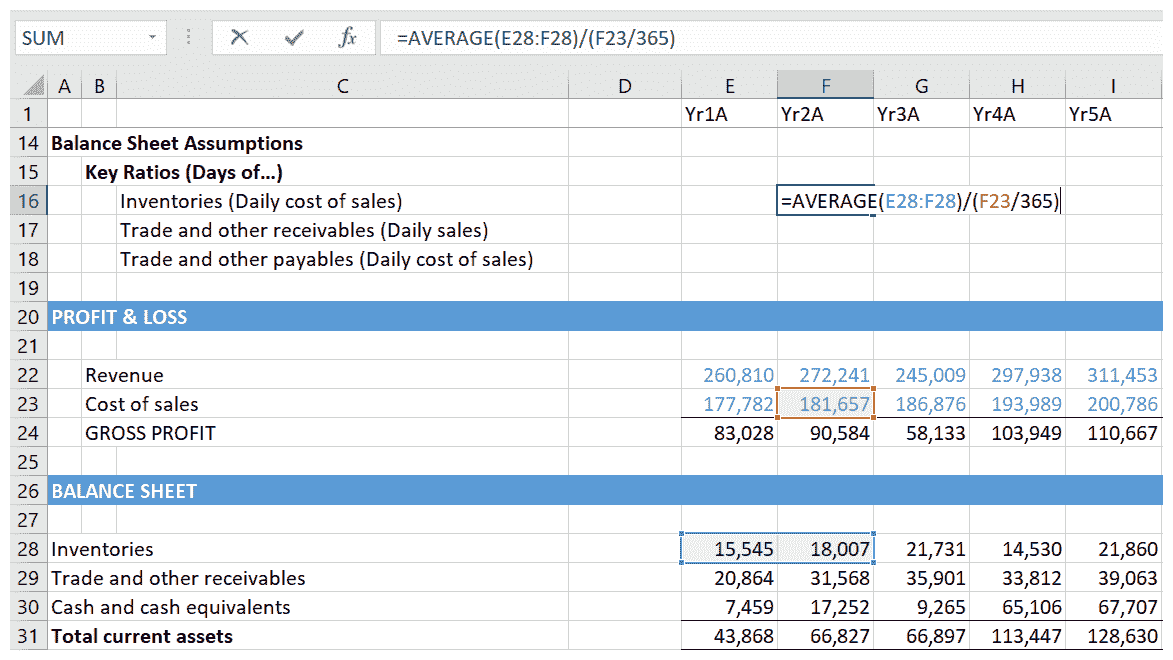 SUM fx =AVERAGE(E28:F28)/(F23/365)
A B C D E F G H I
1 Yr1A Yr2A Yr3A Yr4A Yr5A
14 Balance Sheet Assumptions
15 Key Ratios (Days of...)
16 Inventories (Daily cost of sales) =AVERAGE(E28:F28)/(F23/365)
17 Trade and other receivables (Daily sales)
18 Trade and other payables (Daily cost of sales)
19
20 PROFIT & LOSS
21
22 Revenue 260,810 272,241 245,009 297,938 311,453
23 Cost of sales 177,782 181,657 186,876 193,989 200,786
24 GROSS PROFIT 83,028 90,584 58,133 103,949 110,667
25
26 BALANCE SHEET
27
28 Inventories 15,545 18,007 21,731 14,530 21,860
29 Trade and other receivables 20,864 31,568 35,901 33,812 39,063
30 Cash and cash equivalents 7,459 17,252 9,265 65,106 67,707
31 Total current assets 43,868 66,827 66,897 113,447 128,630